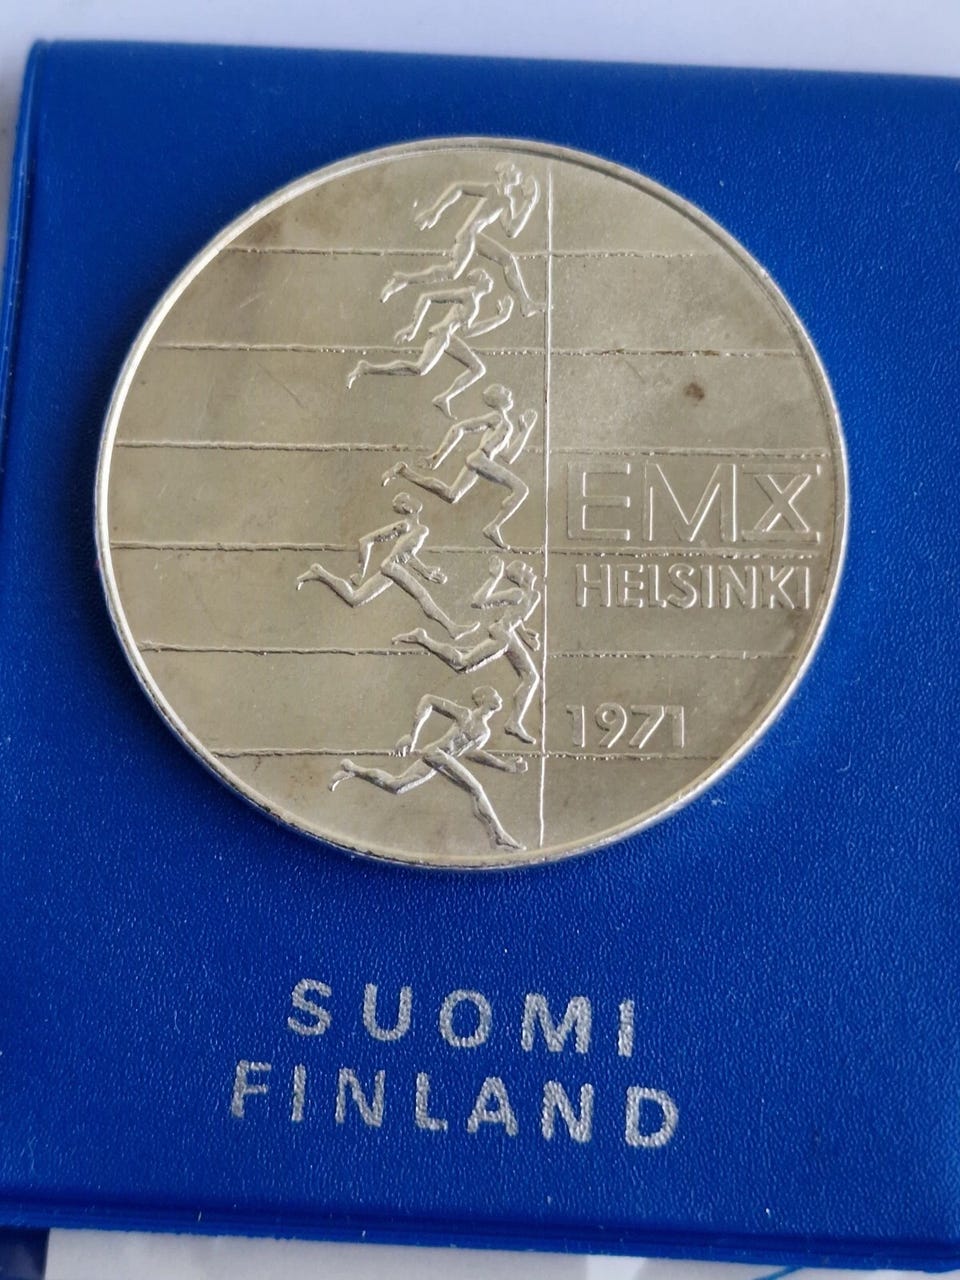 EMX
HELSINKI
1971
SUOMI
FINLAND